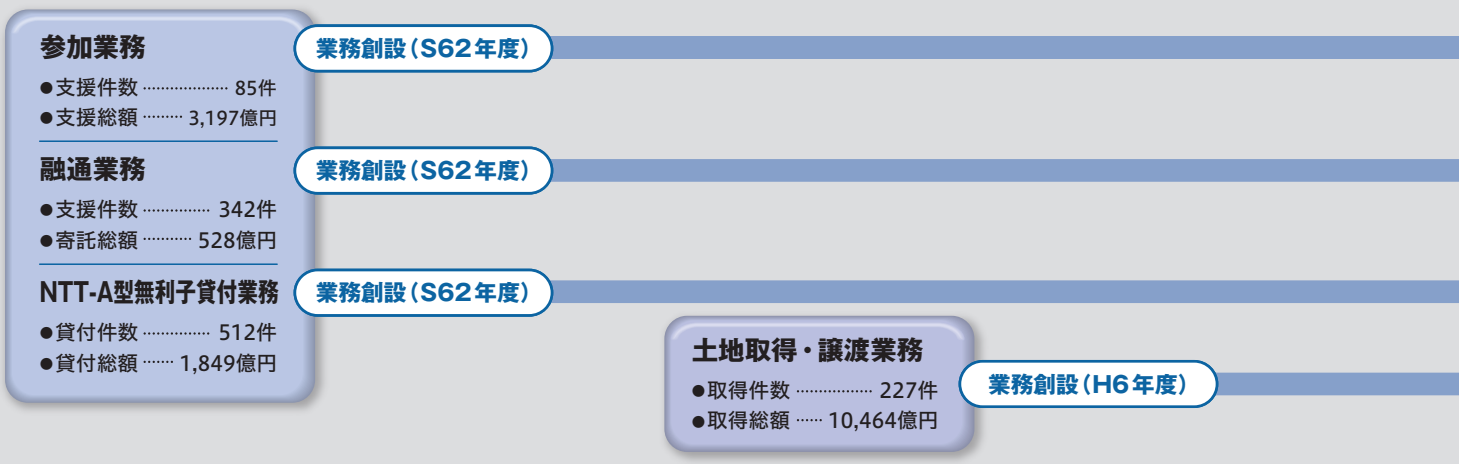 参加業務
業務創設（S62年度）
●支援件数 ··················· 85件
●支援総額 ········· 3,197億円
融通業務
業務創設（S62年度）
●支援件数 ··············· 342件
●寄託総額 ··········· 528億円
NTT-A型無利子貸付業務
業務創設（S62年度）
●貸付件数 ··············· 512件
●貸付総額 ······· 1,849億円
土地取得・譲渡業務
業務創設（H6年度）
●取得件数 ················· 227件
●取得総額 ······ 10,464億円